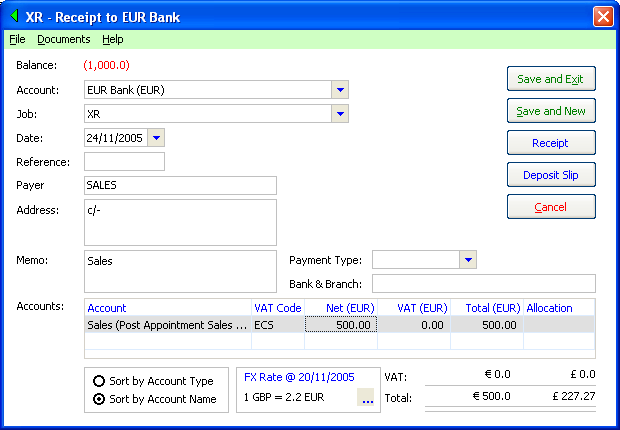 XR - Receipt to EUR Bank
File Documents Help
Balance: (1,000.0)
Save and Exit
Account: EUR Bank (EUR)
Save and New
Job: XR
Date: 24/11/2005
Receipt
Reference:
Deposit Slip
Payer SALES
Address: c/-
Cancel
Memo: Sales
Payment Type:
Bank & Branch:
Accounts: Account VAT Code Net (EUR) VAT (EUR) Total (EUR) Allocation
Sales (Post Appointment Sales ... ECS 500.00 0.00 500.00
Sort by Account Type
FX Rate @ 20/11/2005
VAT: € 0.0 £ 0.0
Sort by Account Name
1 GBP = 2.2 EUR ...
Total: € 500.0 £ 227.27